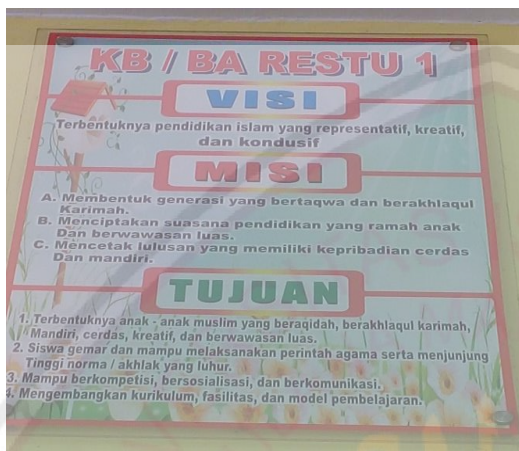 KB / BA RESTU 1
VISI
Terbentuknya pendidikan islam yang representatif, kreatif,
dan kondusif
MISI
A. Membentuk generasi yang bertaqwa dan berakhlaqul
Karimah.
B. Menciptakan suasana pendidikan yang ramah anak
Dan berwawasan luas.
C. Mencetak lulusan yang memiliki kepribadian cerdas
Dan mandiri.
TUJUAN
1. Terbentuknya anak - anak muslim yang beraqidah, berakhlaqul karimah,
Mandiri, cerdas, kreatif, dan berwawasan luas.
2. Siswa gemar dan mampu melaksanakan perintah agama serta menjunjung
Tinggi norma / akhlak yang luhur.
3. Mampu berkompetisi, bersosialisasi, dan berkomunikasi.
4. Mengembangkan kurikulum, fasilitas, dan model pembelajaran.